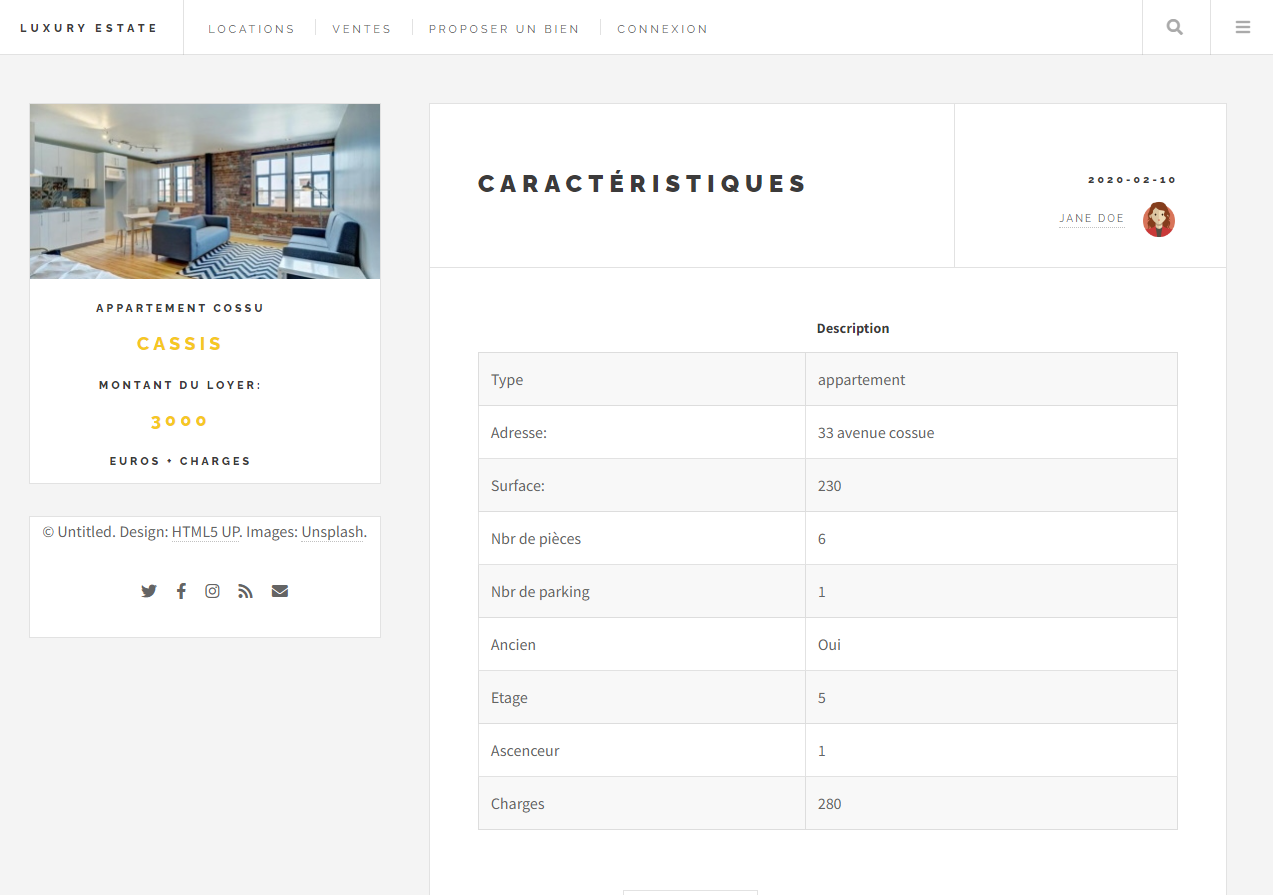 LUXURY ESTATE
LOCATIONS
VENTES
PROPOSER UN BIEN
CONNEXION
APPARTEMENT COSSU
CASSIS
MONTANT DU LOYER:
3000
EUROS + CHARGES
© Untitled. Design: HTML5 UP. Images: Unsplash.
CARACTÉRISTIQUES
2020-02-10
JANE DOE
Description
Type appartement
Adresse: 33 avenue cossue
Surface: 230
Nbr de pièces 6
Nbr de parking 1
Ancien Oui
Etage 5
Ascenceur 1
Charges 280